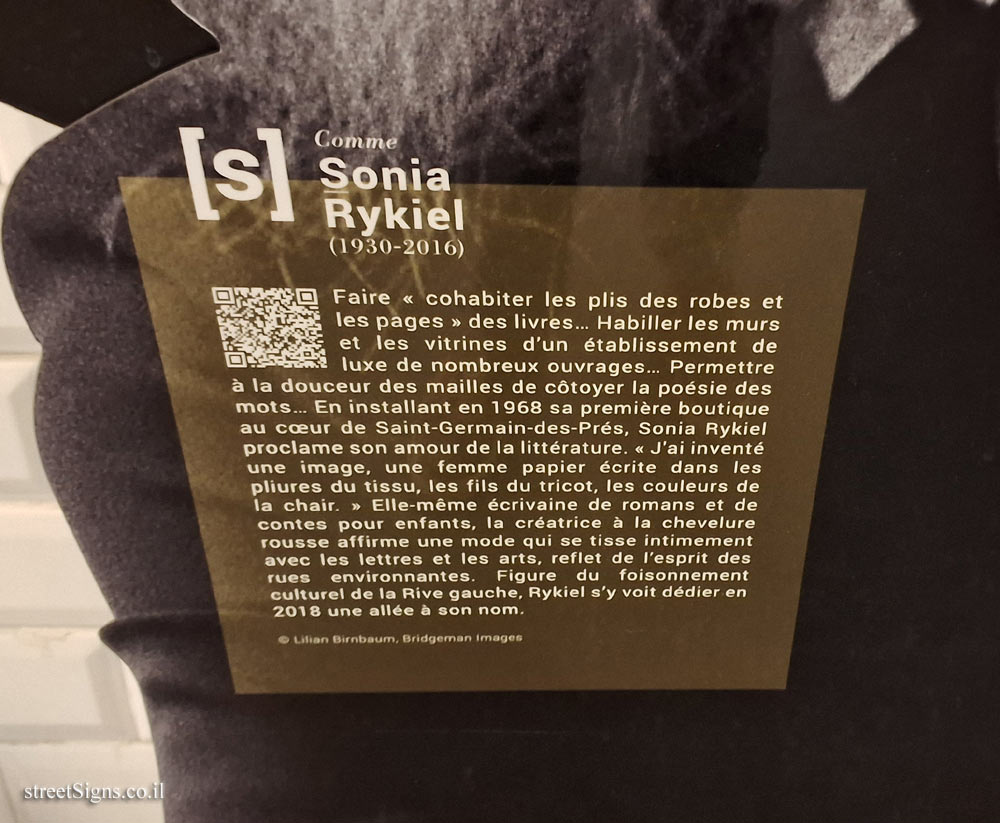 [s]
Comme
Sonia
Rykiel
(1930-2016)
Faire « cohabiter les plis des robes et
les pages » des livres... Habiller les murs
et les vitrines d'un établissement de
luxe de nombreux ouvrages... Permettre
à la douceur des mailles de côtoyer la poésie des
mots... En installant en 1968 sa première boutique
au cœur de Saint-Germain-des-Prés, Sonia Rykiel
proclame son amour de la littérature. « J'ai inventé
une image, une femme papier écrite dans les
pliures du tissu, les fils du tricot, les couleurs de
la chair. » Elle-même écrivaine de romans et de
contes pour enfants, la créatrice à la chevelure
rousse affirme une mode qui se tisse intimement
avec les lettres et les arts, reflet de l'esprit des
rues environnantes. Figure du foisonnement
culturel de la Rive gauche, Rykiel s'y voit dédier en
2018 une allée à son nom.
© Lilian Birnbaum, Bridgeman Images
streetSigns.co.il